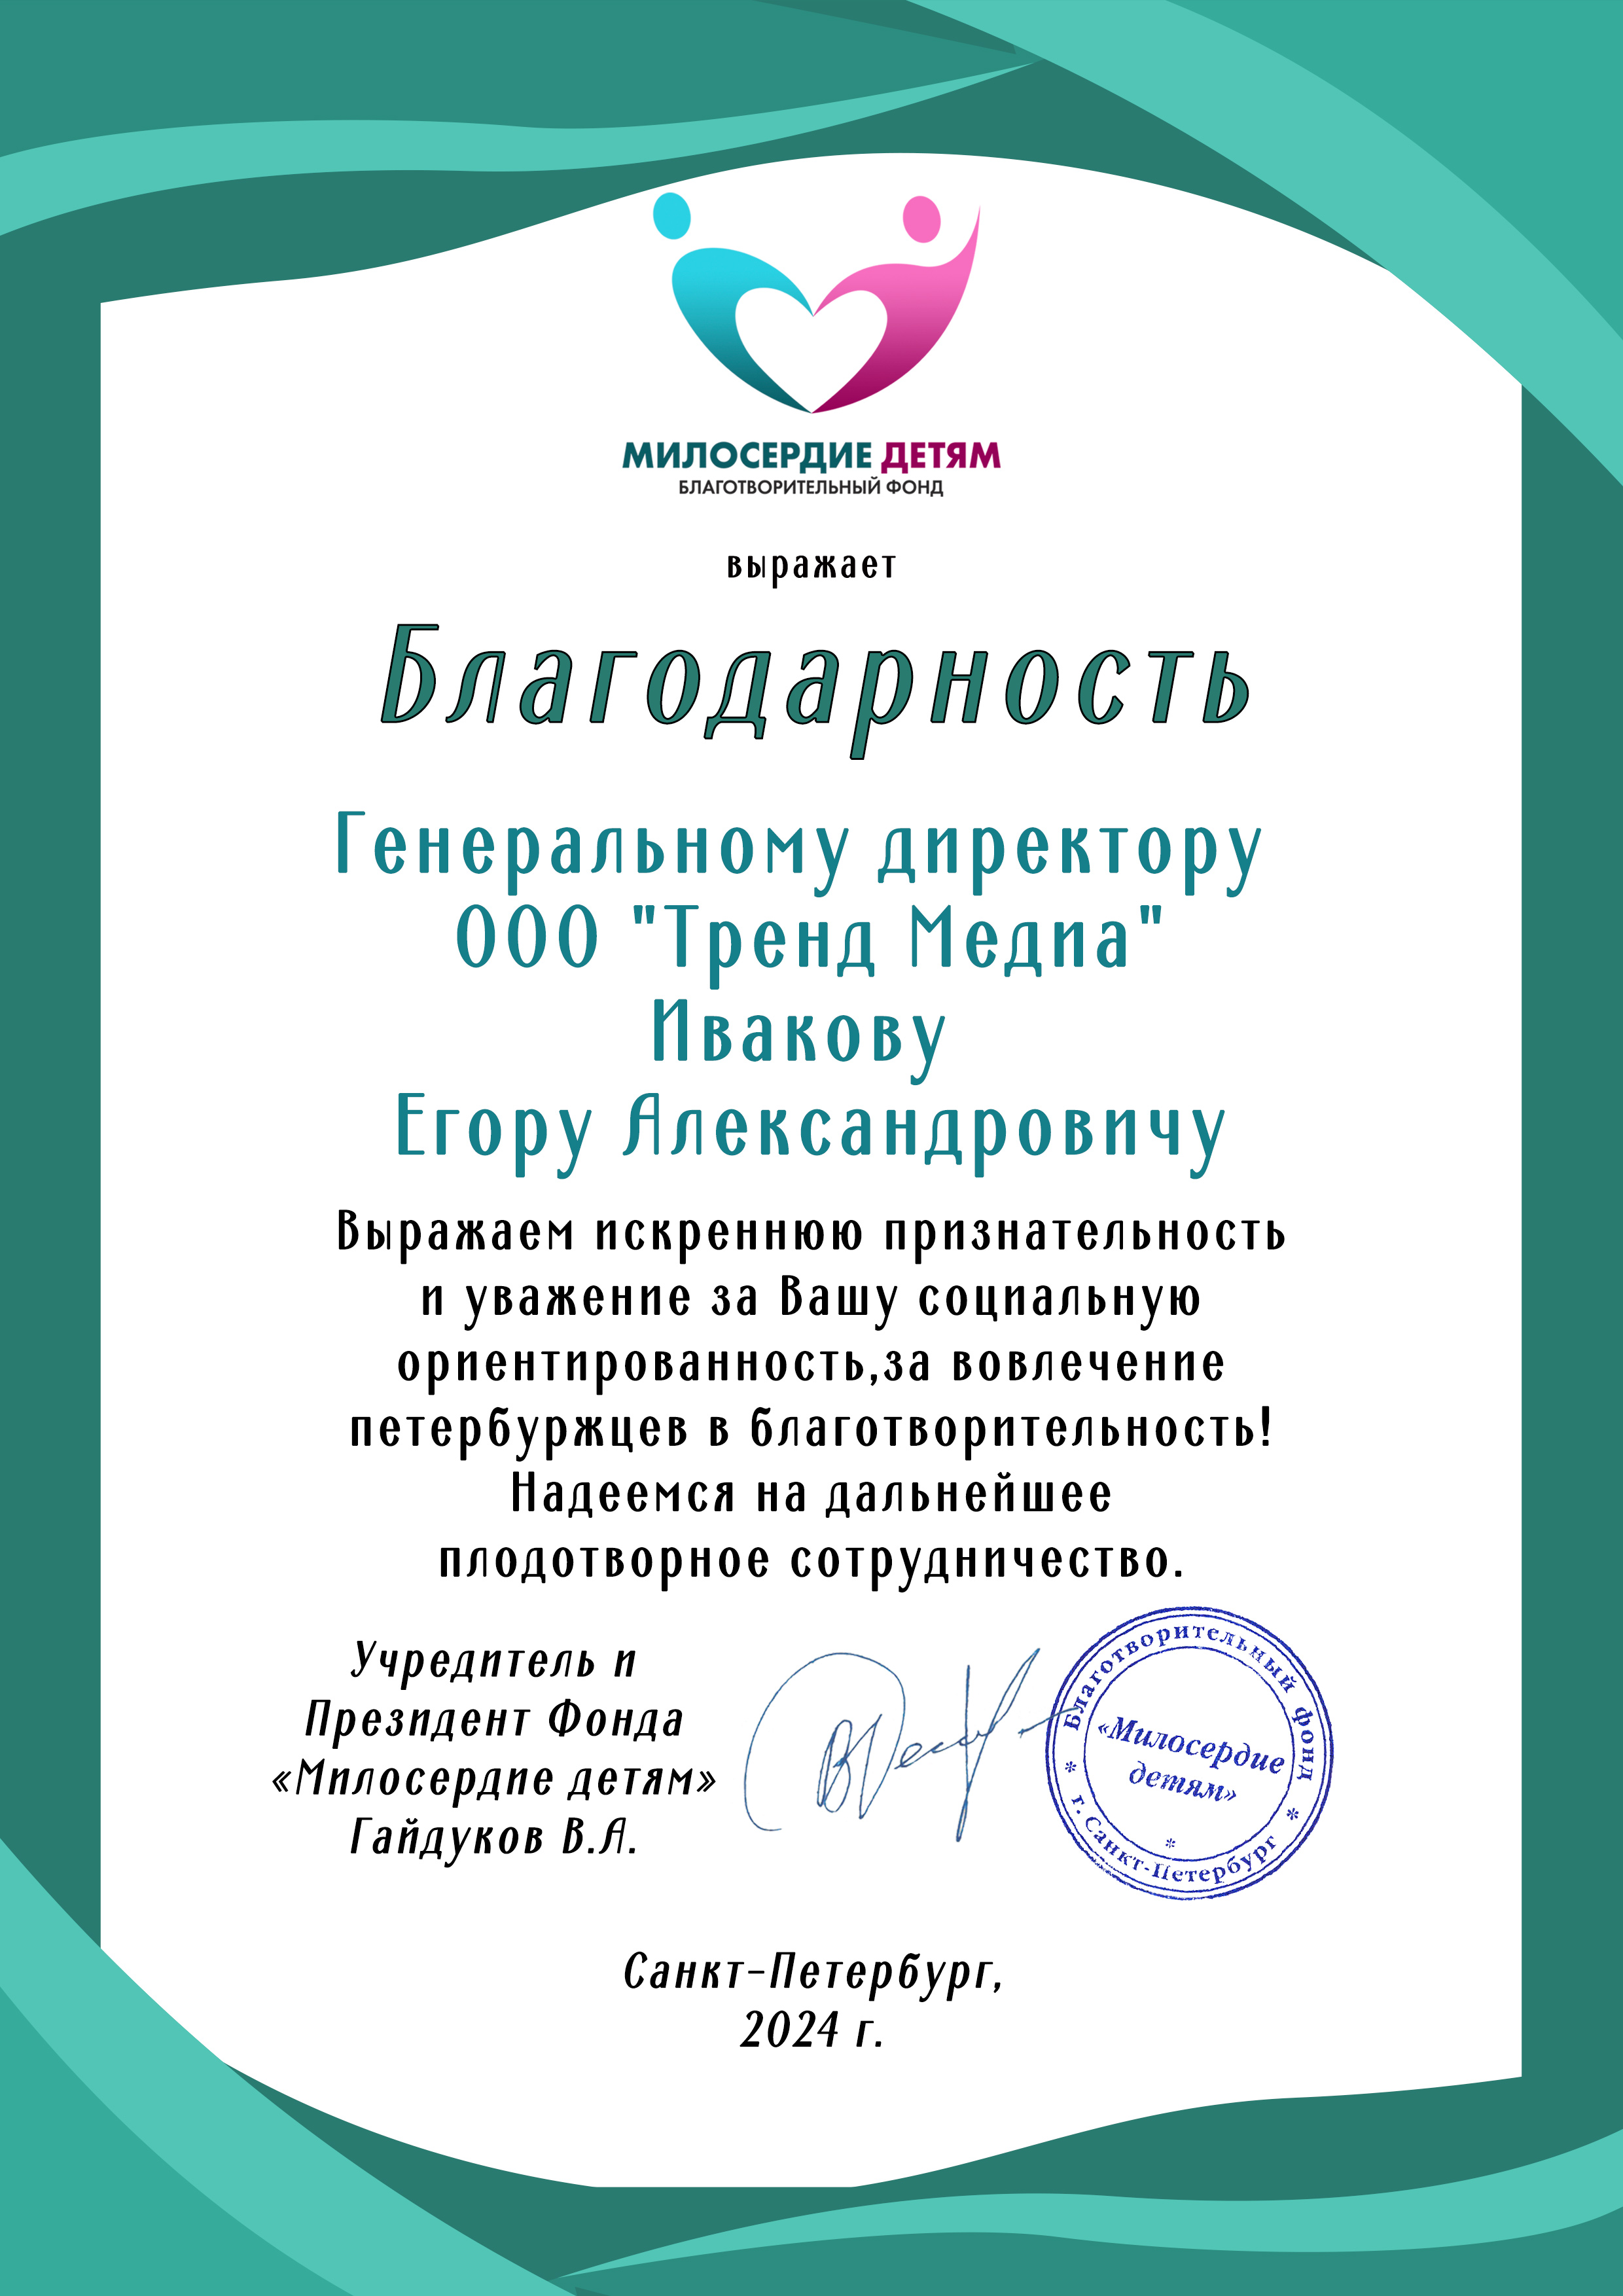 МИЛОСЕРДИЕ ДЕТЯМ
БЛАГОТВОРИТЕЛЬНЫЙ ФОНД
выражает
Благодарность
Генеральному директору
ООО "Тренд Медиа"
Ивакову
Егору Александровичу
Выражаем искреннюю признательность
и уважение за Вашу социальную
ориентированность,за вовлечение
петербуржцев в благотворительность!
Надеемся на дальнейшее
плодотворное сотрудничество.
Учредитель и
Президент Фонда
«Милосердие детям»
Гайдуков В.А.
Благотворительный фонд
«Милосердие
детям»
* г. Санкт-Петербург *
*
Санкт-Петербург,
2024 г.